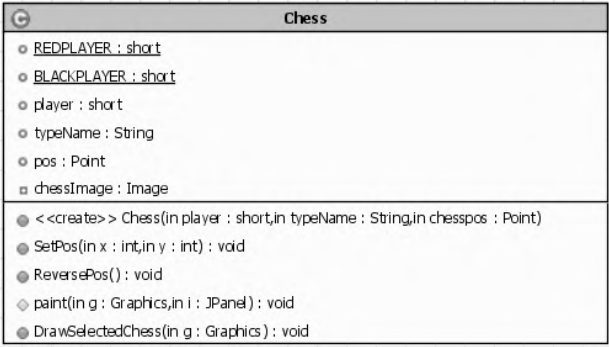 C Chess
REDPLAYER : short
BLACKPLAYER : short
player : short
typeName : String
pos : Point
chessImage : Image
<<create>> Chess(in player : short,in typeName : String,in chesspos : Point)
SetPos(in x : int,in y : int) : void
ReversePos() : void
paint(in g : Graphics,in i : JPanel) : void
DrawSelectedChess(in g : Graphics) : void